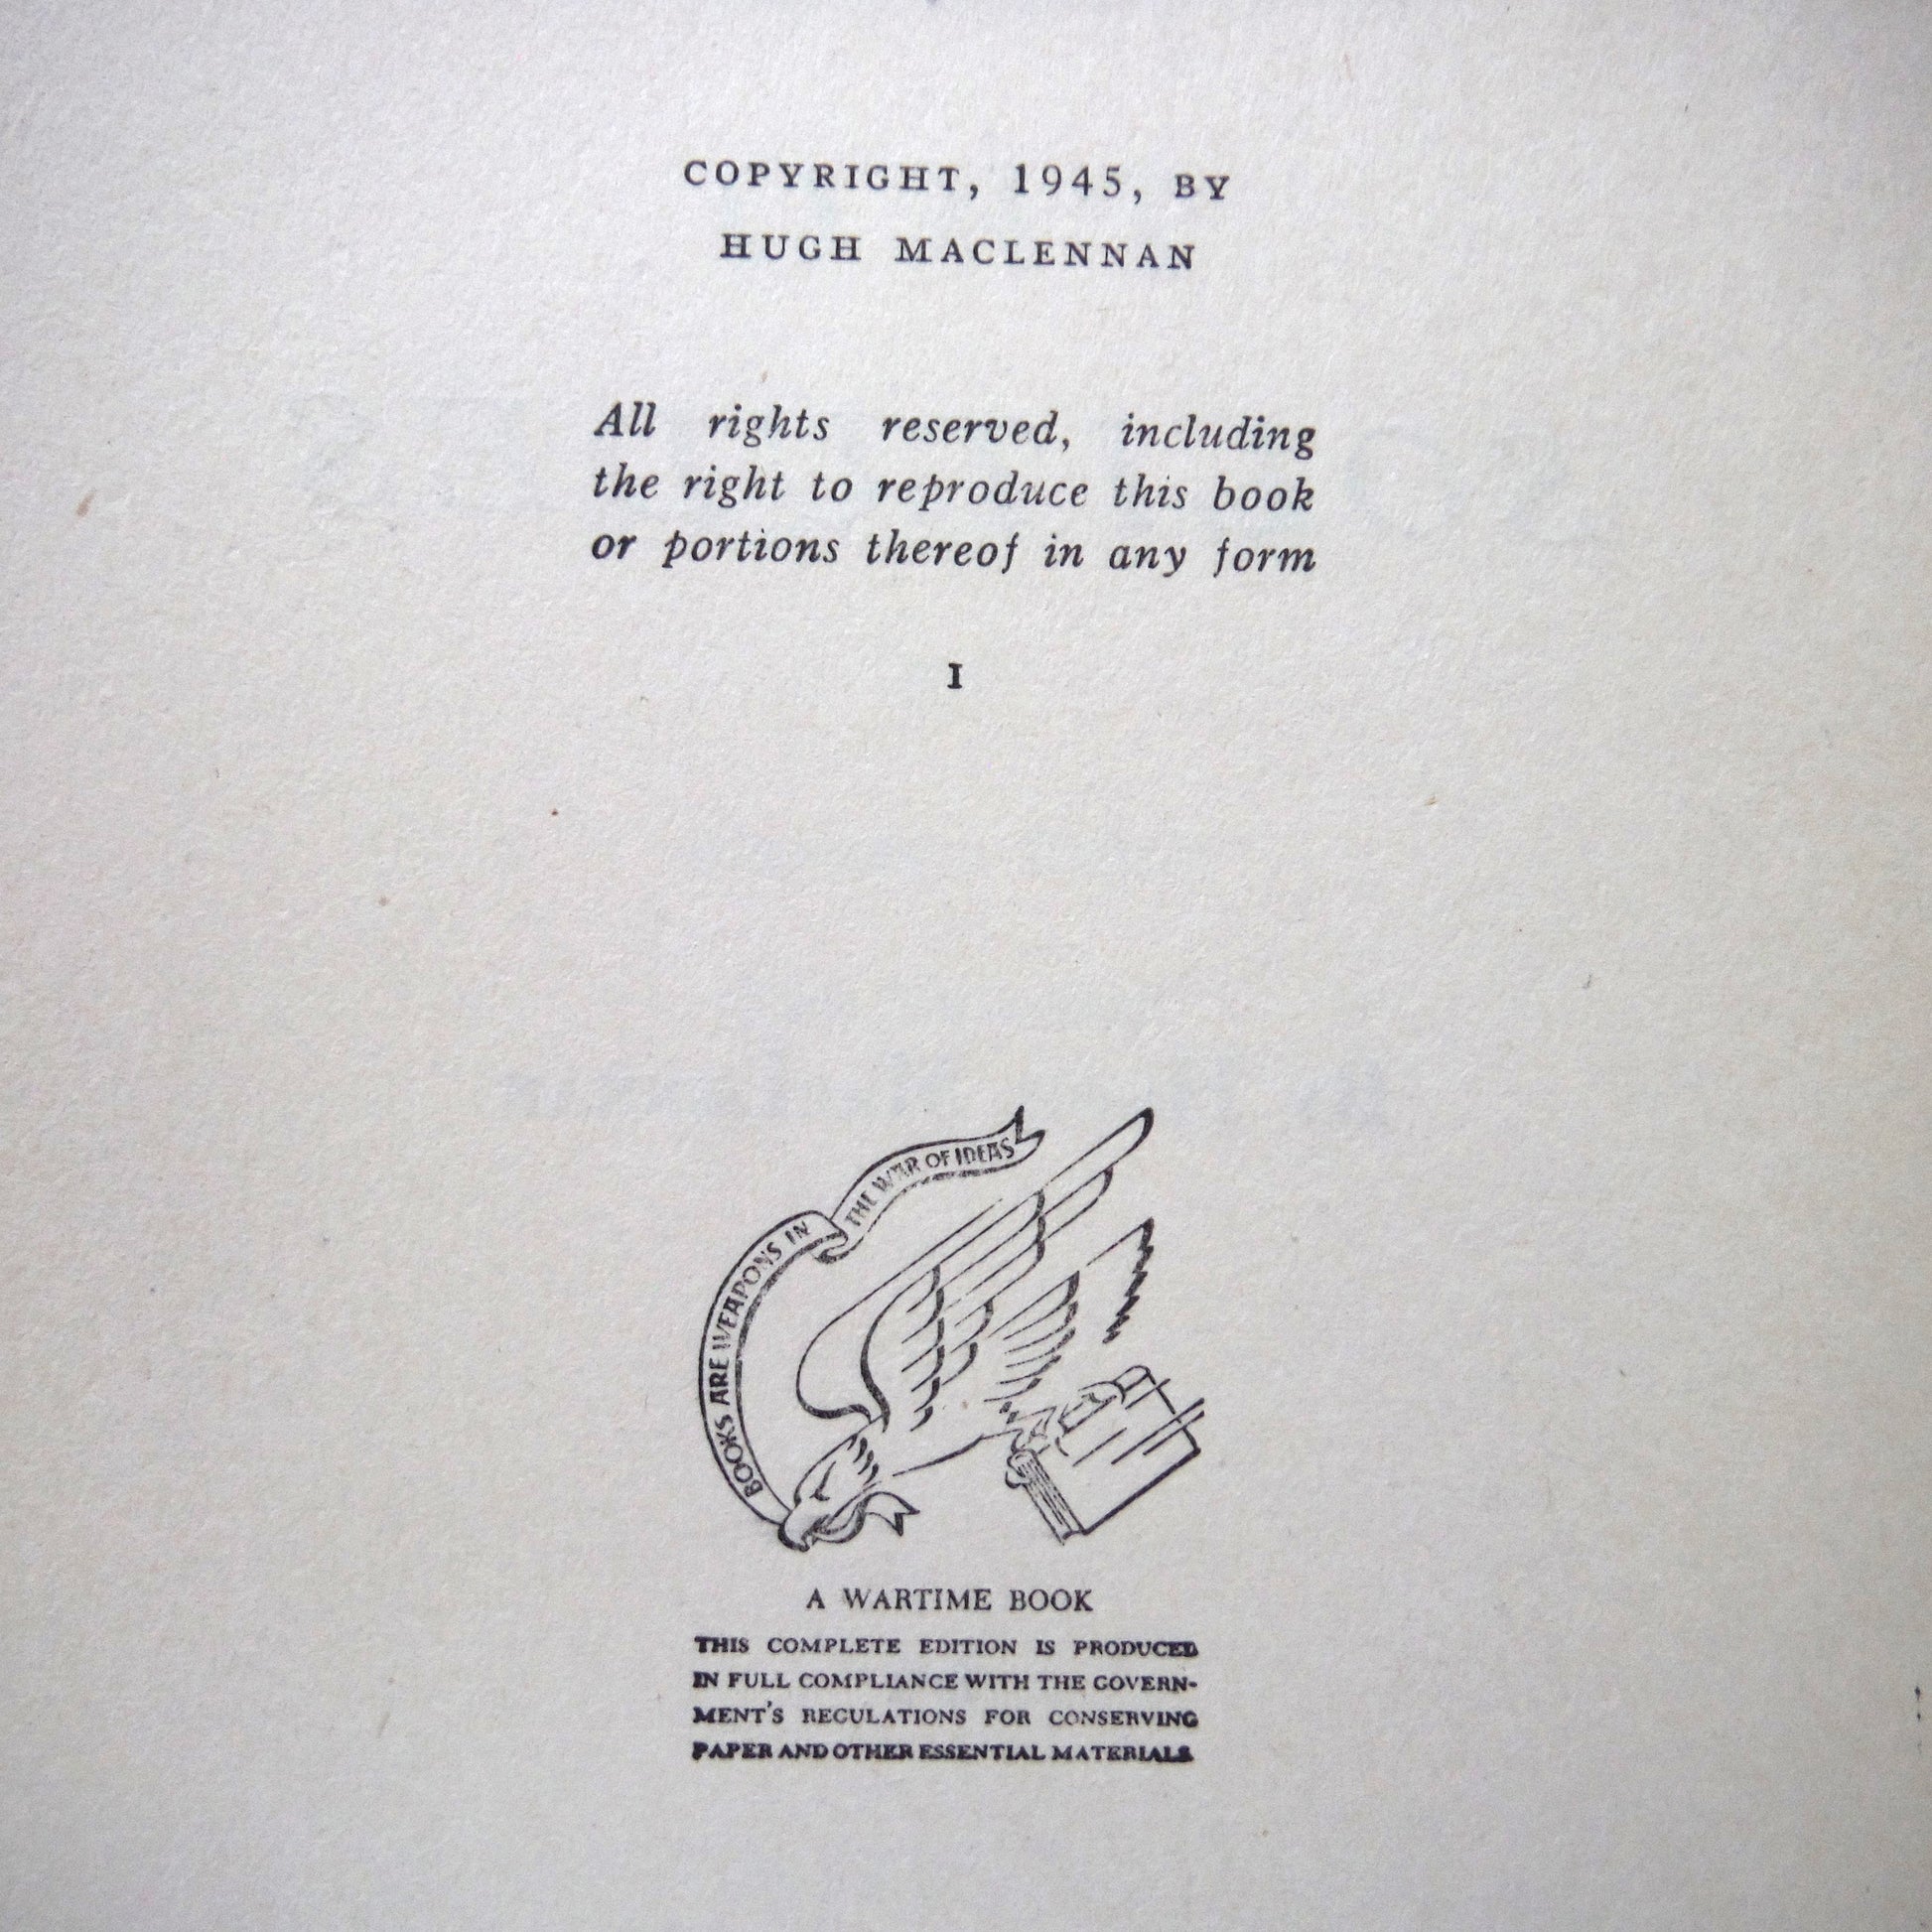 COPYRIGHT, 1945, BY
HUGH MACLENNAN
All rights reserved, including
the right to reproduce this book
or portions thereof in any form
I
BOOKS ARE WEAPONS IN
THE WAR OF IDEAS
A WARTIME BOOK
THIS COMPLETE EDITION IS PRODUCED
IN FULL COMPLIANCE WITH THE GOVERN-
MENT'S REGULATIONS FOR CONSERVING
PAPER AND OTHER ESSENTIAL MATERIALS